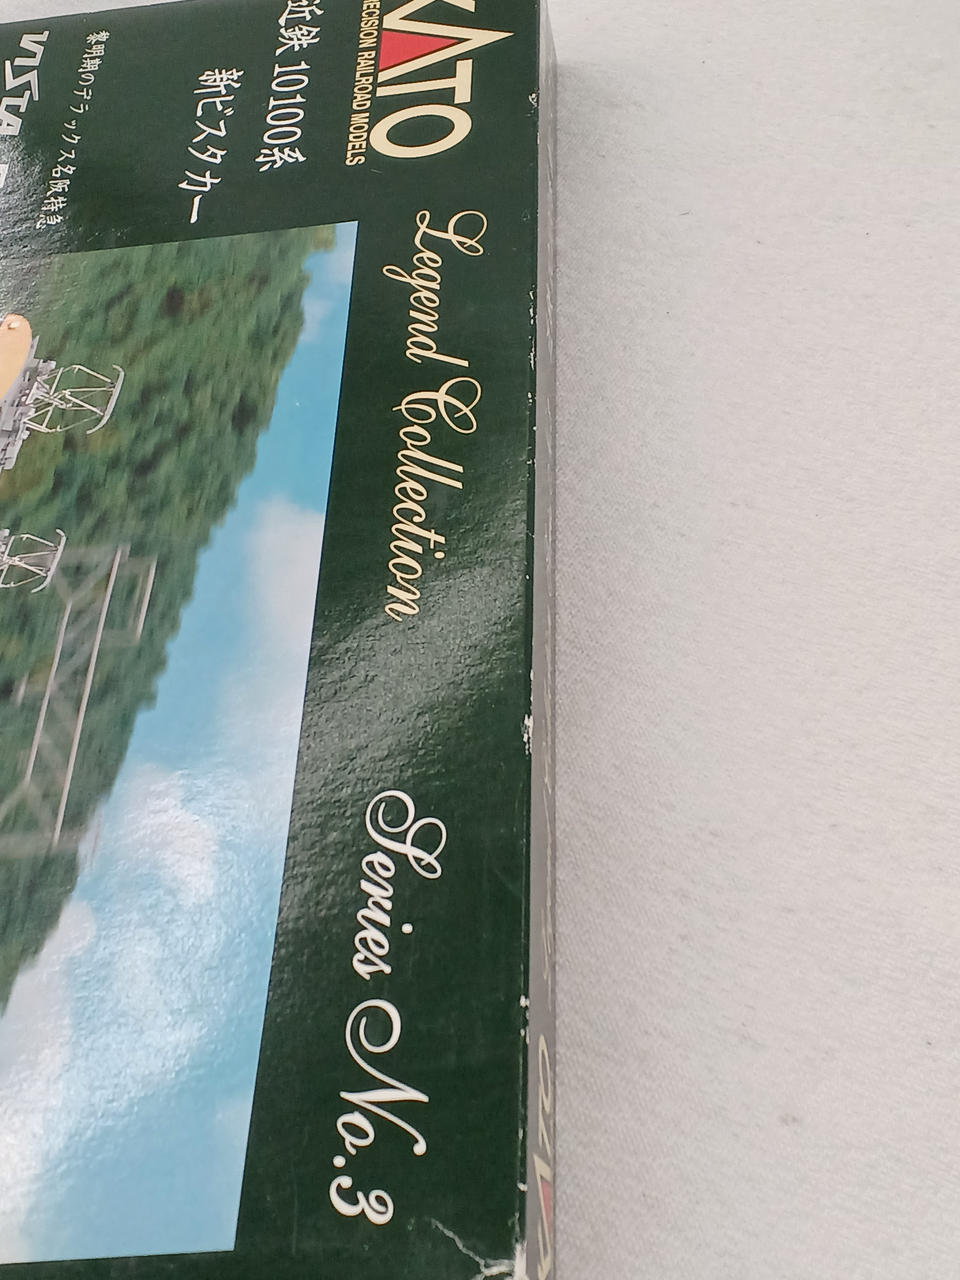 KATO
PRECISION RAILROAD MODELS
近鉄 10100系
新ビスタカー
黎明期のデラックス名阪特急
Legend Collection
Series No.3
KATO